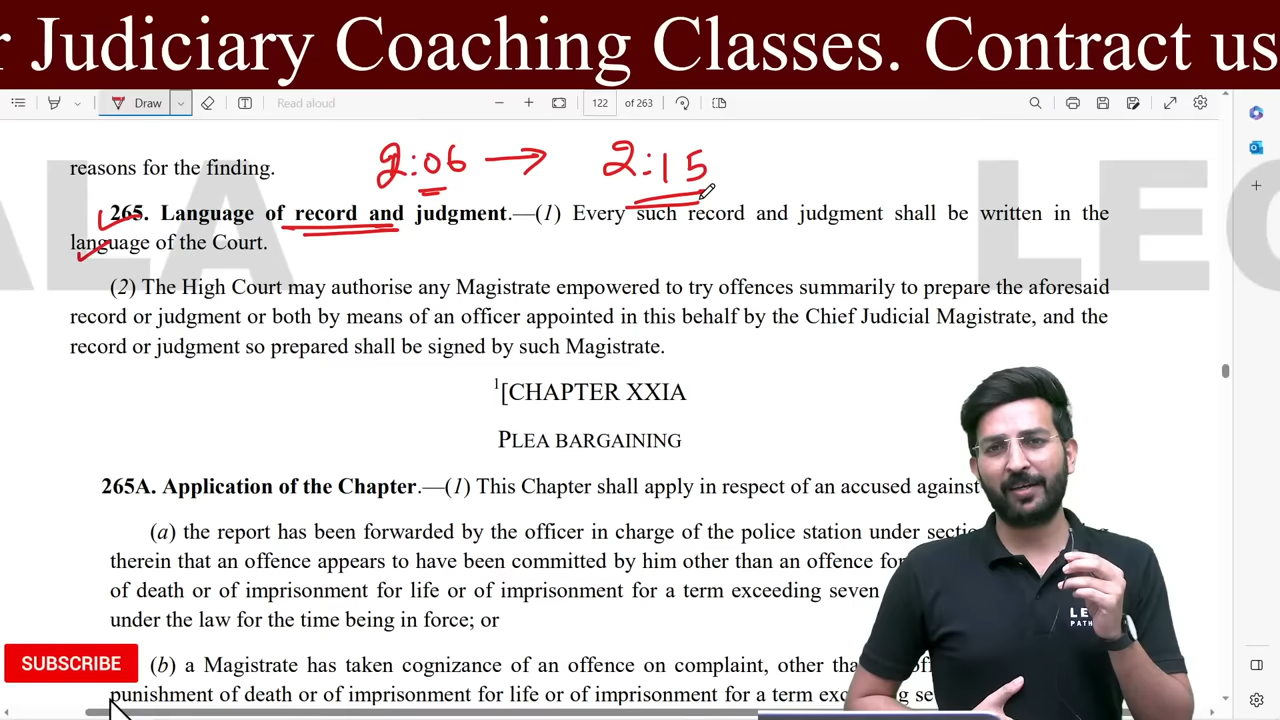 r Judiciary Coaching Classes. Contract us
Draw
Read aloud
122 of 263
reasons for the finding.
2:06 → 2:15
265. Language of record and judgment.—(1) Every such record and judgment shall be written in the
language of the Court.
ALA LEG
(2) The High Court may authorise any Magistrate empowered to try offences summarily to prepare the aforesaid
record or judgment or both by means of an officer appointed in this behalf by the Chief Judicial Magistrate, and the
record or judgment so prepared shall be signed by such Magistrate.
1[CHAPTER XXIA
PLEA BARGAINING
265A. Application of the Chapter.—(1) This Chapter shall apply in respect of an accused against
(a) the report has been forwarded by the officer in charge of the police station under
therein that an offence appears to have been committed by him other than an offence
of death or of imprisonment for life or of imprisonment for a term exceeding seven
under the law for the time being in force; or
LE
PATH
SUBSCRIBE
(b) a Magistrate has taken cognizance of an offence on complaint, other
punishment of death or of imprisonment for life or of imprisonment for a term